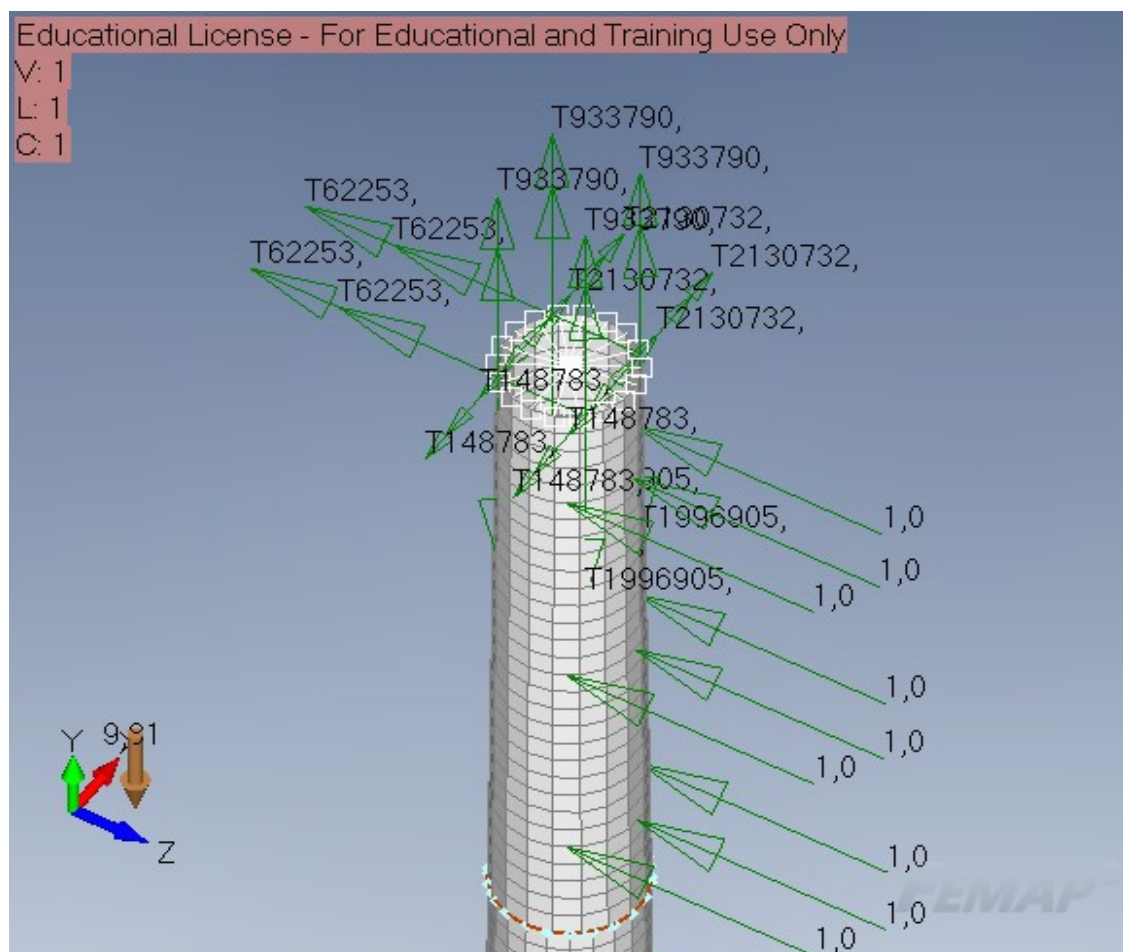 Educational License - For Educational and Training Use Only
V: 1
L: 1
C: 1
T933790,
T933790,
T933790,
T62253,
T933790,
T2130732,
T62253,
T2130732,
T62253,
T2130732,
T62253,
T2130732,
T148783,
T148783,
T148783,
T148783,
905,
1,0
T1996905,
1,0
T1996905,
1,0
1,0
Y
1,0
Z
1,0
1,0
FEMAP
1,0
1,0